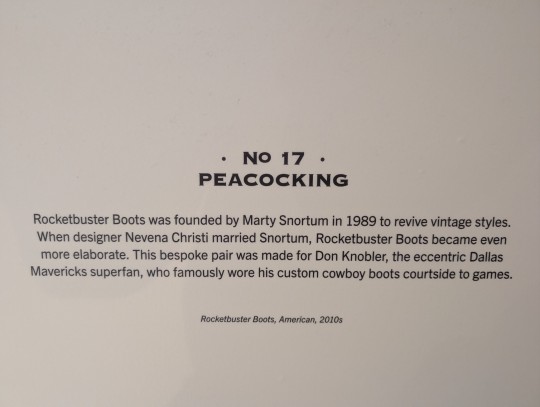 · No 17 ·
PEACOCKING
Rocketbuster Boots was founded by Marty Snortum in 1989 to revive vintage styles.
When designer Nevena Christi married Snortum, Rocketbuster Boots became even
more elaborate. This bespoke pair was made for Don Knobler, the eccentric Dallas
Mavericks superfan, who famously wore his custom cowboy boots courtside to games.
Rocketbuster Boots, American, 2010s